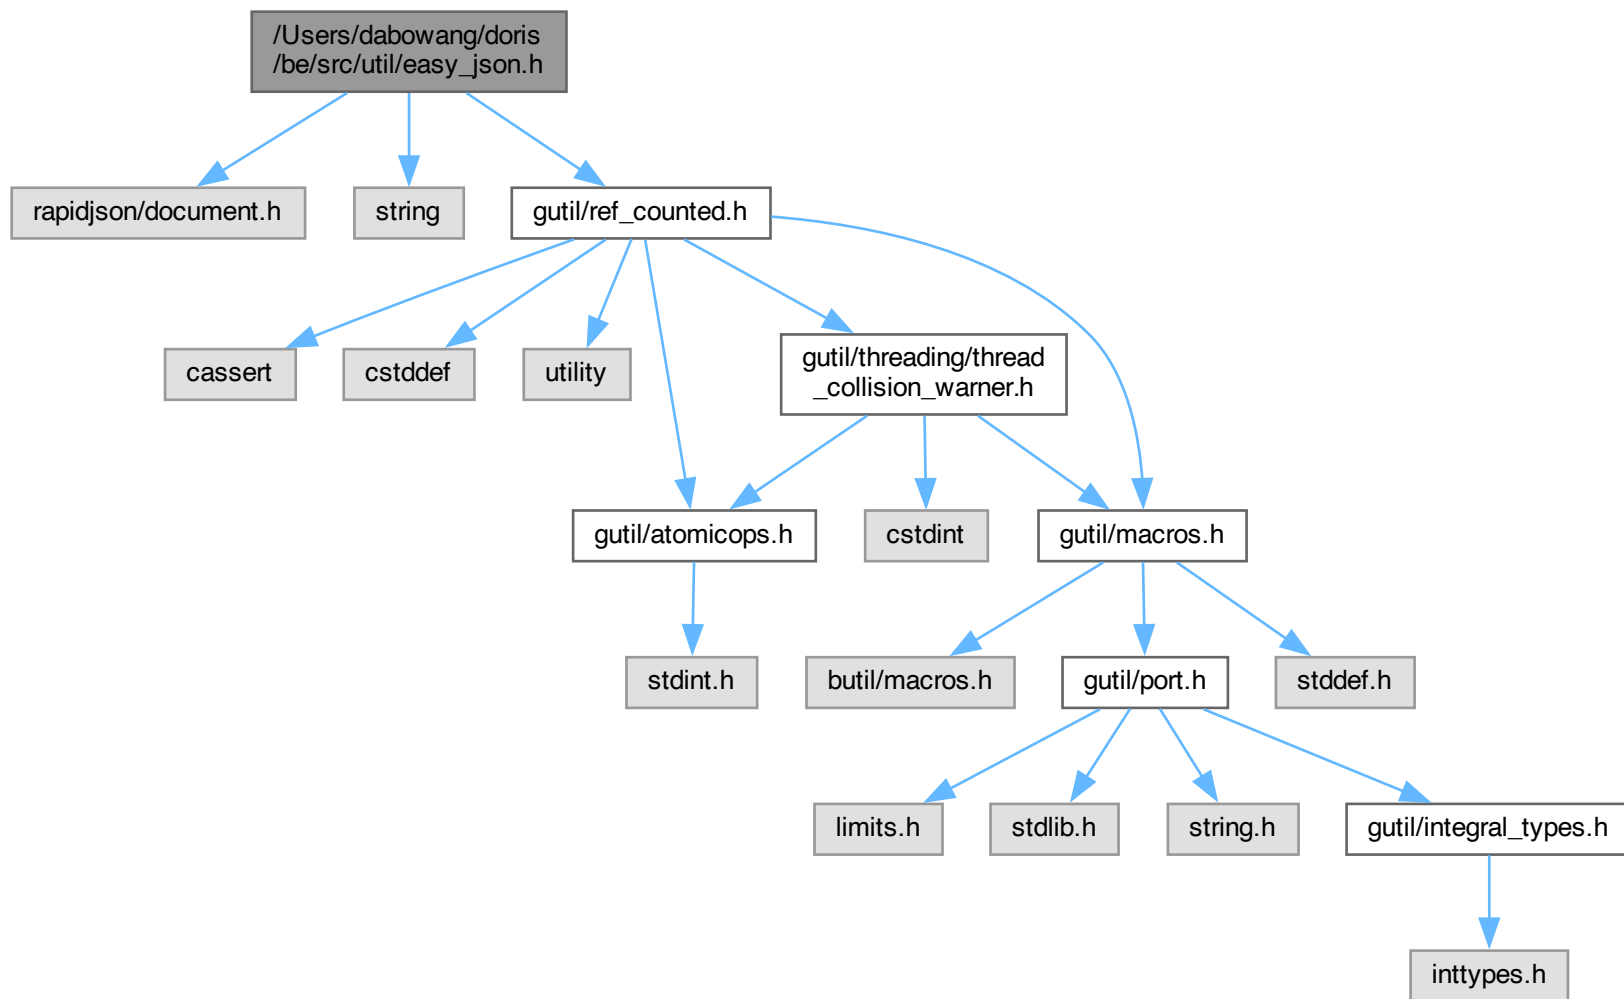 /Users/dabowang/doris
/be/src/util/easy_json.h
rapidjson/document.h
string
gutil/ref_counted.h
cassert
cstddef
utility
gutil/threading/thread
_collision_warner.h
gutil/atomicops.h
cstdint
gutil/macros.h
stdint.h
butil/macros.h
gutil/port.h
stddef.h
limits.h
stdlib.h
string.h
gutil/integral_types.h
inttypes.h